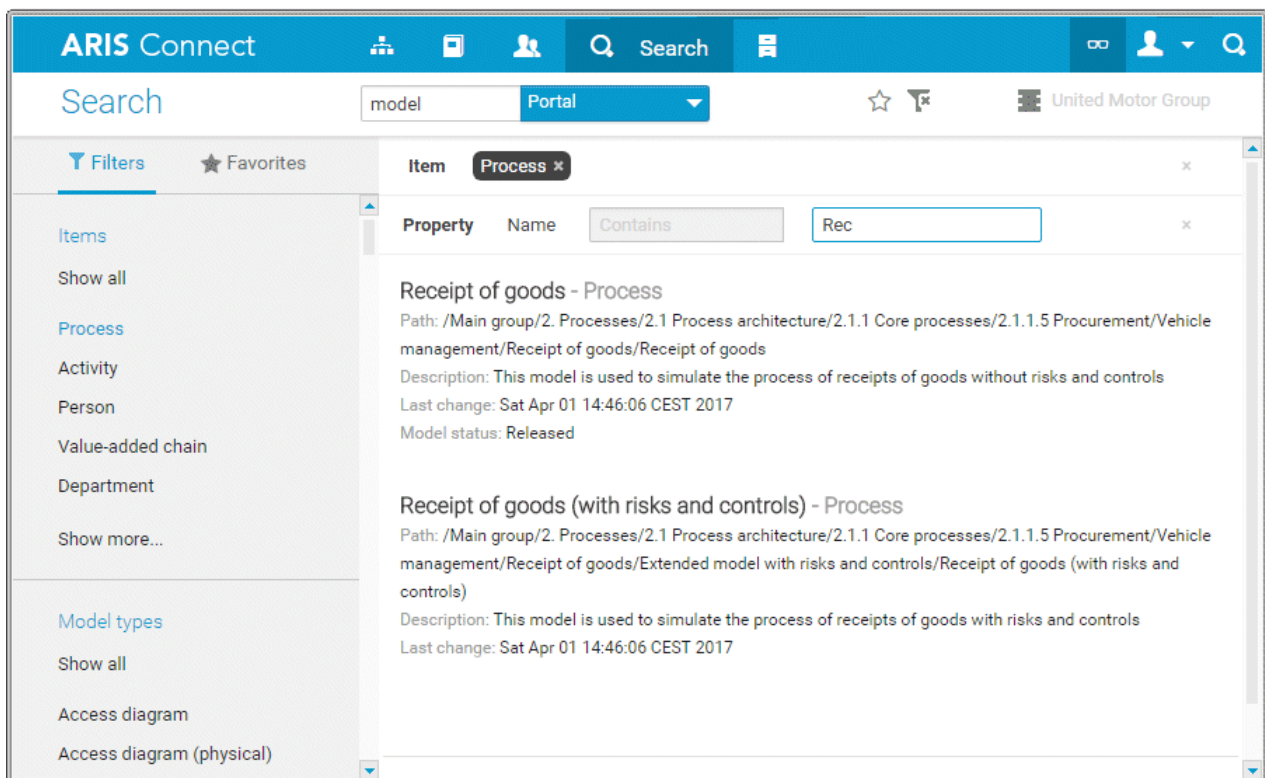 ARIS Connect
Search
Search
model
Portal
United Motor Group
Filters
Favorites
Items
Show all
Process
Activity
Person
Value-added chain
Department
Show more...
Model types
Show all
Access diagram
Access diagram (physical)
Item Process ×
Property Name Contains Rec
Receipt of goods - Process
Path: /Main group/2. Processes/2.1 Process architecture/2.1.1 Core processes/2.1.1.5 Procurement/Vehicle
management/Receipt of goods/Receipt of goods
Description: This model is used to simulate the process of receipts of goods without risks and controls
Last change: Sat Apr 01 14:46:06 CEST 2017
Model status: Released
Receipt of goods (with risks and controls) - Process
Path: /Main group/2. Processes/2.1 Process architecture/2.1.1 Core processes/2.1.1.5 Procurement/Vehicle
management/Receipt of goods/Extended model with risks and controls/Receipt of goods (with risks and
controls)
Description: This model is used to simulate the process of receipts of goods with risks and controls
Last change: Sat Apr 01 14:46:06 CEST 2017